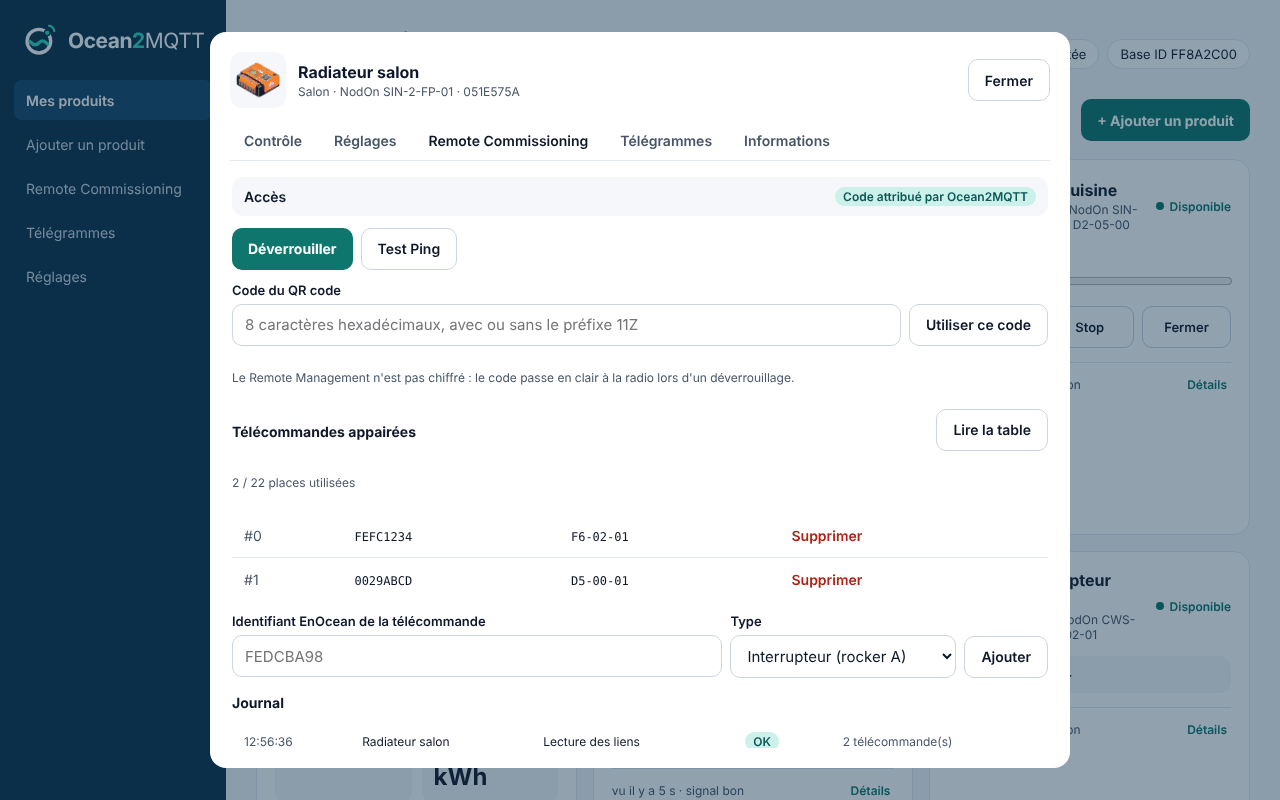 Ocean2MQTT
Mes produits
Ajouter un produit
Remote Commissioning
Télégrammes
Réglages
Base ID FF8A2C00
+ Ajouter un produit
Radiateur salon
Salon · NodOn SIN-2-FP-01 · 051E575A
Fermer
Contrôle
Réglages
Remote Commissioning
Télégrammes
Informations
Accès
Code attribué par Ocean2MQTT
Déverrouiller
Test Ping
Code du QR code
8 caractères hexadécimaux, avec ou sans le préfixe 11Z
Utiliser ce code
Le Remote Management n'est pas chiffré : le code passe en clair à la radio lors d'un déverrouillage.
Télécommandes appairées
Lire la table
2 / 22 places utilisées
#0 FEFC1234 F6-02-01 Supprimer
#1 0029ABCD D5-00-01 Supprimer
Identifiant EnOcean de la télécommande
Type
FEDCBA98
Interrupteur (rocker A)
Ajouter
Journal
12:56:36 Radiateur salon Lecture des liens OK 2 télécommande(s)
NodOn SIN-
D2-05-00
Disponible
Stop
Fermer
Détails
Disponible
CWS-
Détails
kWh
vu il y a 5 s · signal bon
Détails